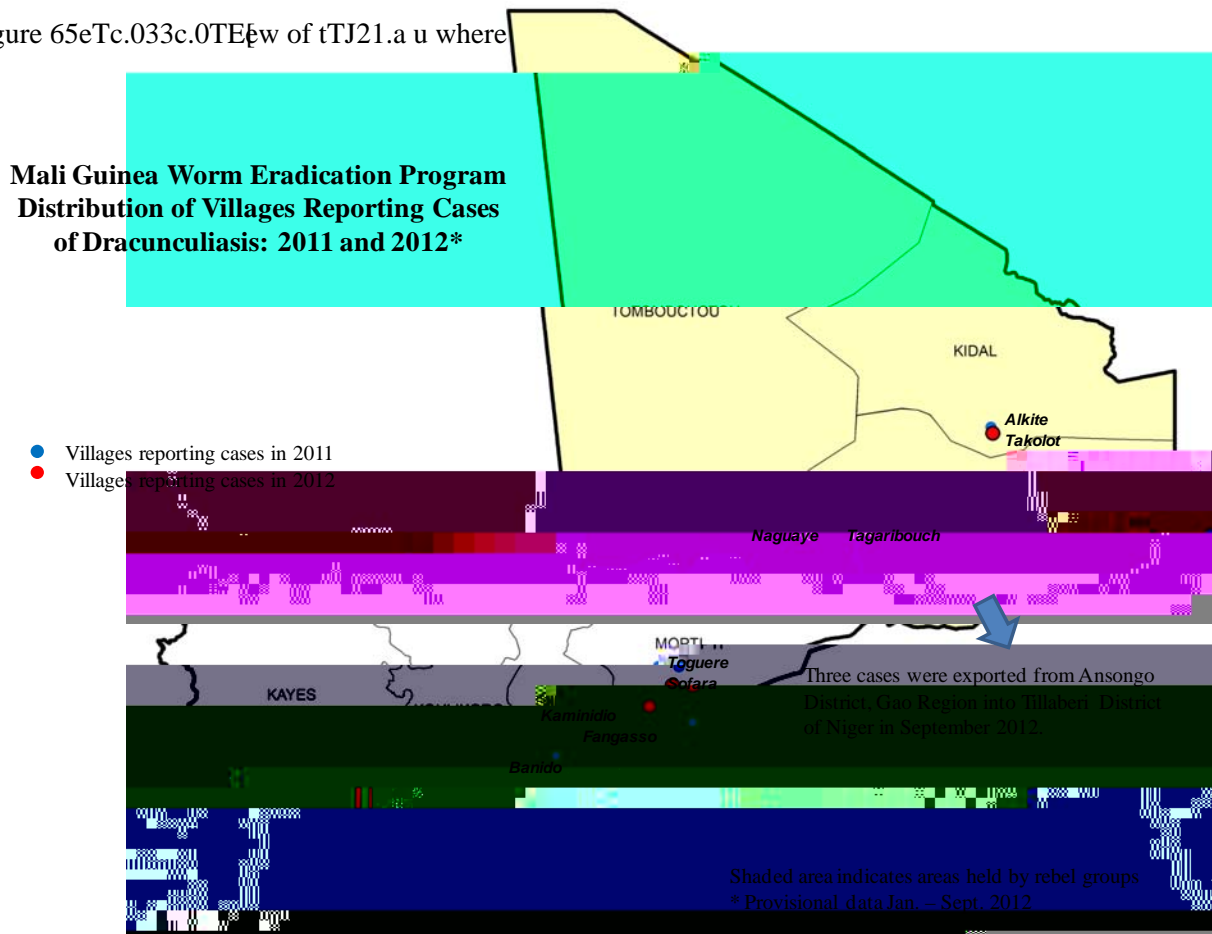 gure 65eTc.033c.0TE[ew of tTJ21.a u where
Mali Guinea Worm Eradication Program
Distribution of Villages Reporting Cases
of Dracunculiasis: 2011 and 2012*
TOMBOUCTOU
KIDAL
Alkite
Takolot
Villages reporting cases in 2011
Villages reporting cases in 2012
Naguaye Tagaribouch
MOPTI
Toguere
Sofara
KAYES
KOULIKORO
Kaminidio
Fangasso
Banido
Three cases were exported from Ansongo
District, Gao Region into Tillaberi District
of Niger in September 2012.
Shaded area indicates areas held by rebel groups
* Provisional data Jan. – Sept. 2012